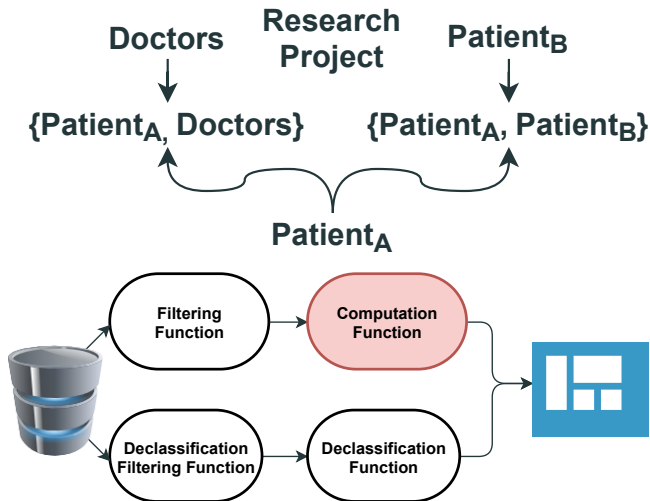 Doctors
Research
Project
Patient_B
{Patient_A, Doctors}
{Patient_A, Patient_B}
Patient_A
Filtering
Function
Computation
Function
Declassification
Filtering Function
Declassification
Function